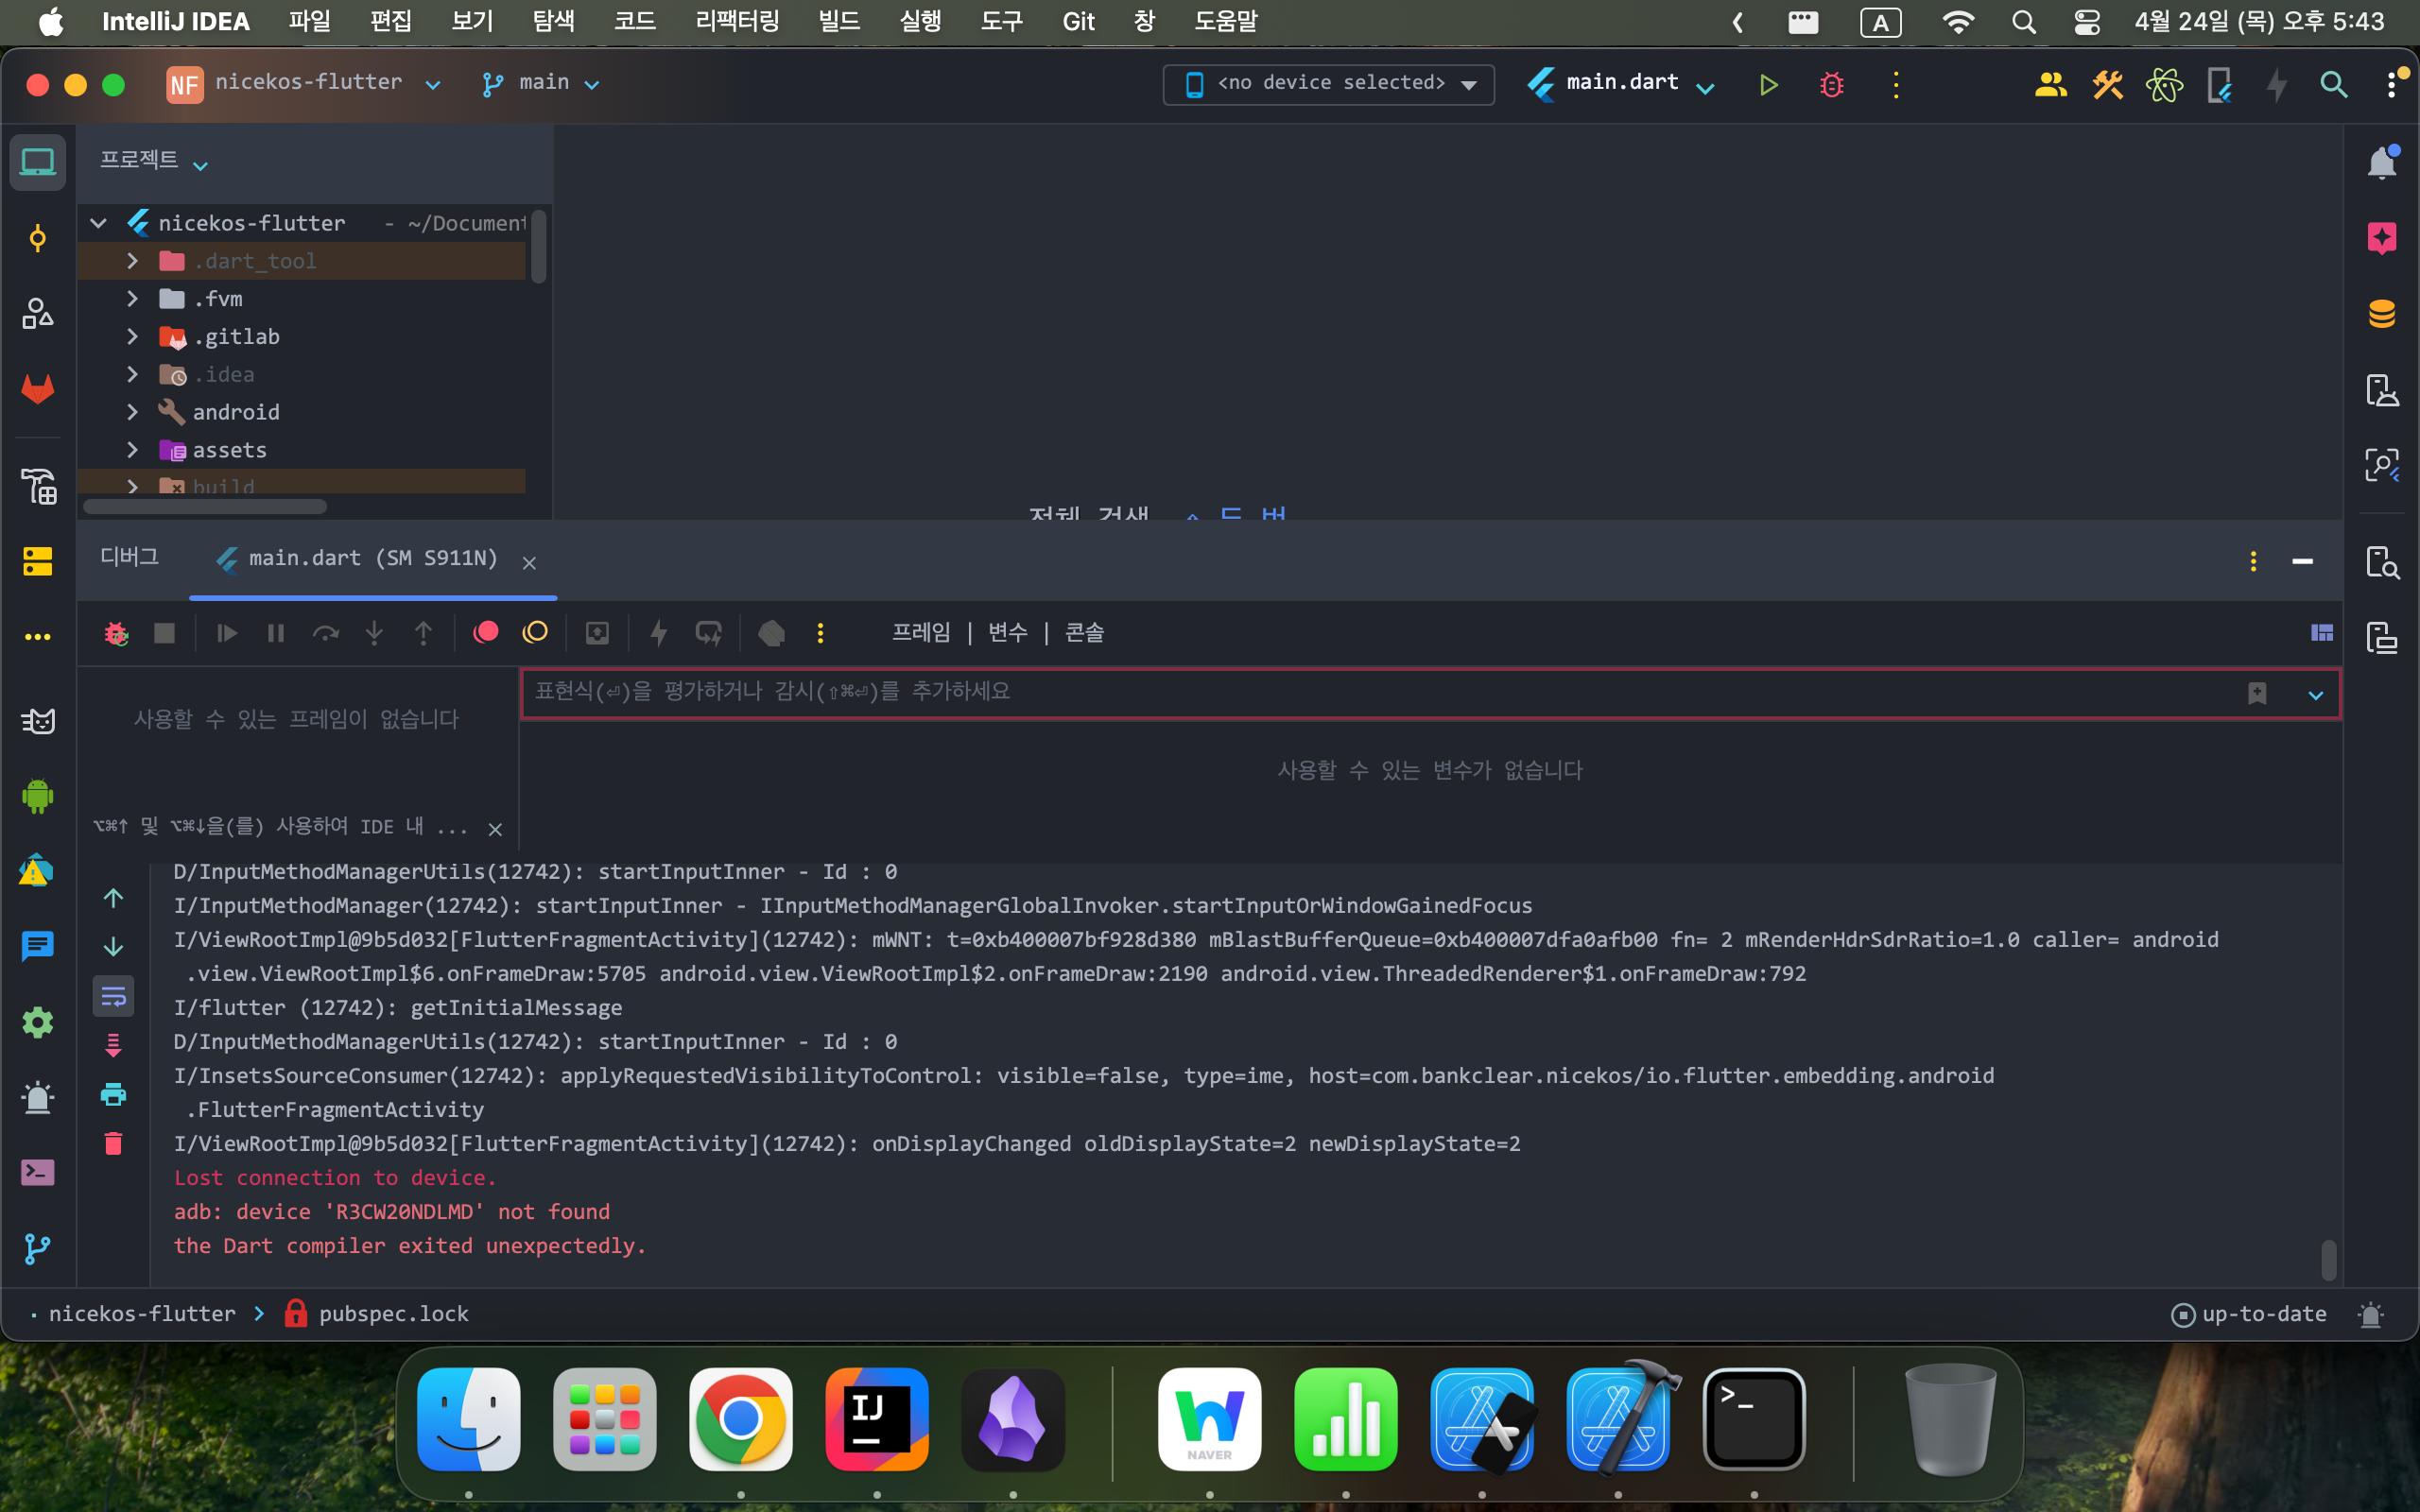 IntelliJ IDEA 파일 편집 보기 탐색 코드 리팩터링 빌드 실행 도구 Git 창 도움말 A 4월 24일 (목) 오후 5:43
NF nicekos-flutter main <no device selected> main.dart
프로젝트
nicekos-flutter - ~/Document
.dart_tool
.fvm
.gitlab
.idea
android
assets
build
전체 검색 두 번
디버그 main.dart (SM S911N)
프레임 | 변수 | 콘솔
표현식(⏎)을 평가하거나 감시(⇧⌘⏎)를 추가하세요
사용할 수 있는 프레임이 없습니다
사용할 수 있는 변수가 없습니다
⌥⌘↑ 및 ⌥⌘↓을(를) 사용하여 IDE 내 ...
D/InputMethodManagerUtils(12742): startInputInner - Id : 0
I/InputMethodManager(12742): startInputInner - IInputMethodManagerGlobalInvoker.startInputOrWindowGainedFocus
I/ViewRootImpl@9b5d032[FlutterFragmentActivity](12742): mWNT: t=0xb400007bf928d380 mBlastBufferQueue=0xb400007dfa0afb00 fn= 2 mRenderHdrSdrRatio=1.0 caller= android
.view.ViewRootImpl$6.onFrameDraw:5705 android.view.ViewRootImpl$2.onFrameDraw:2190 android.view.ThreadedRenderer$1.onFrameDraw:792
I/flutter (12742): getInitialMessage
D/InputMethodManagerUtils(12742): startInputInner - Id : 0
I/InsetsSourceConsumer(12742): applyRequestedVisibilityToControl: visible=false, type=ime, host=com.bankclear.nicekos/io.flutter.embedding.android
.FlutterFragmentActivity
I/ViewRootImpl@9b5d032[FlutterFragmentActivity](12742): onDisplayChanged oldDisplayState=2 newDisplayState=2
Lost connection to device.
adb: device 'R3CW20NDLMD' not found
the Dart compiler exited unexpectedly.
nicekos-flutter > pubspec.lock up-to-date
IJ
NAVER